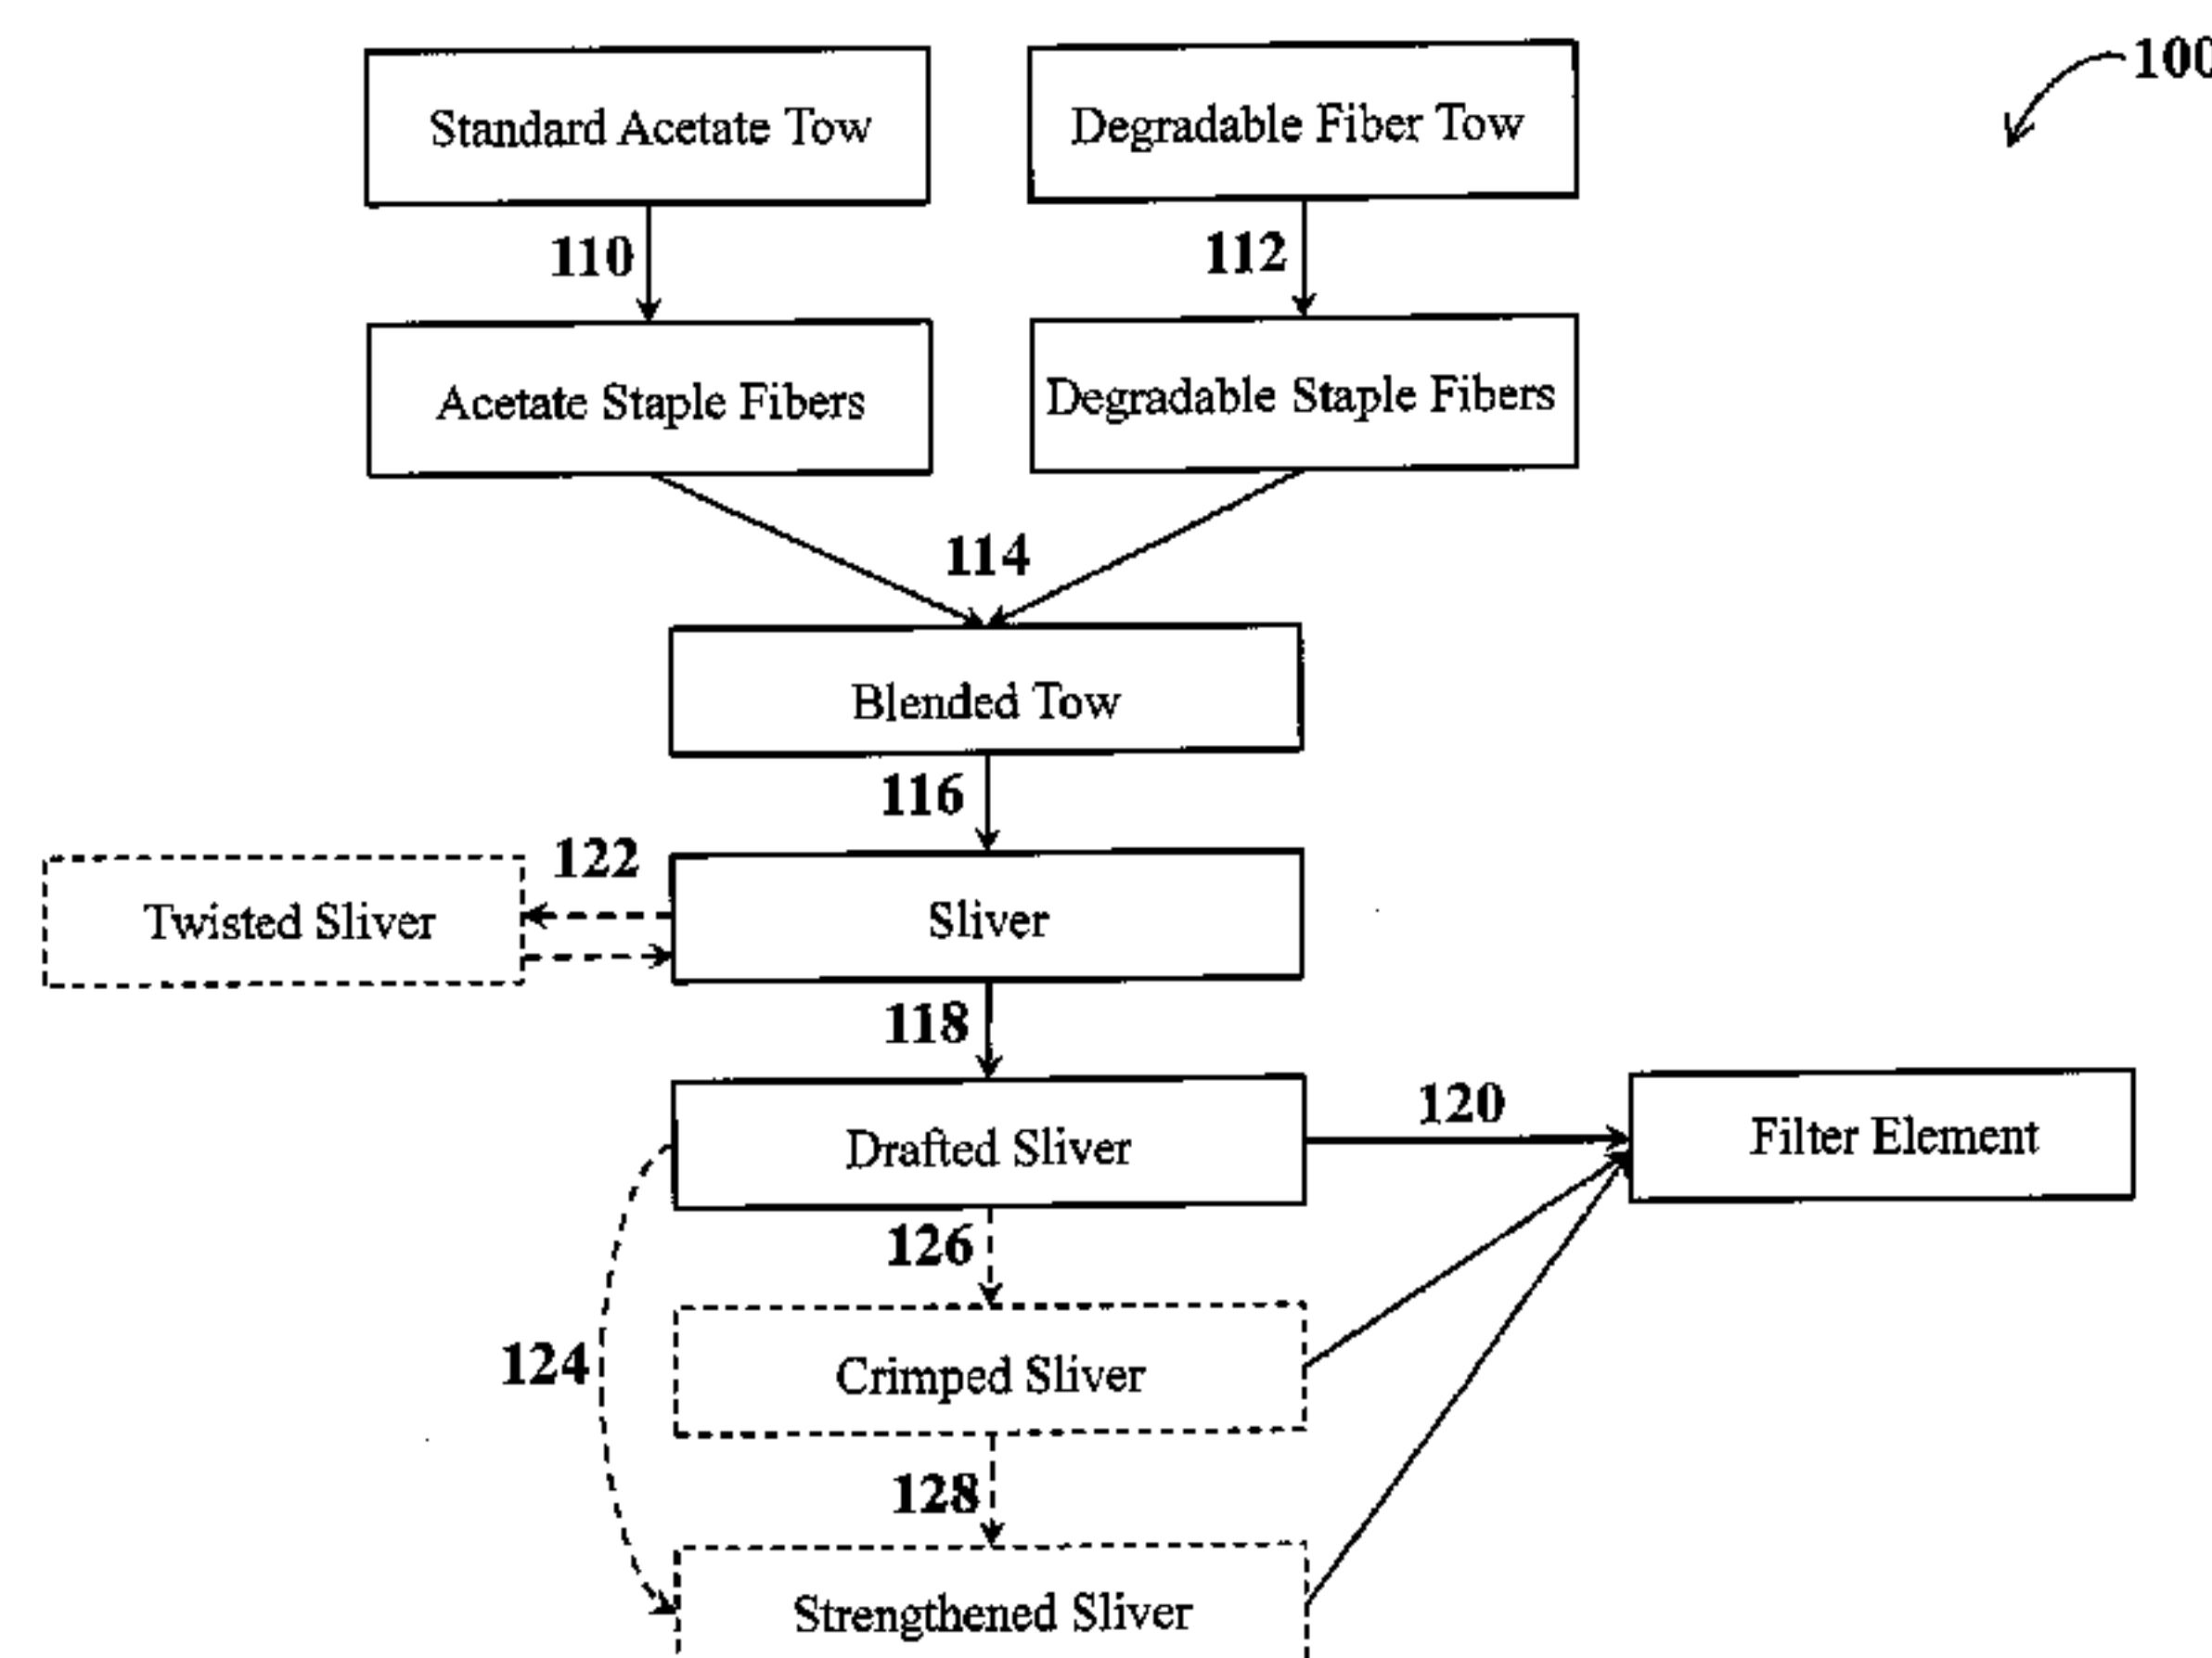 Standard Acetate Tow
Degradable Fiber Tow
100
110
112
Acetate Staple Fibers
Degradable Staple Fibers
114
Blended Tow
116
122
Twisted Sliver
Sliver
118
120
Drafted Sliver
Filter Element
126
124
Crimped Sliver
128
Strengthened Sliver